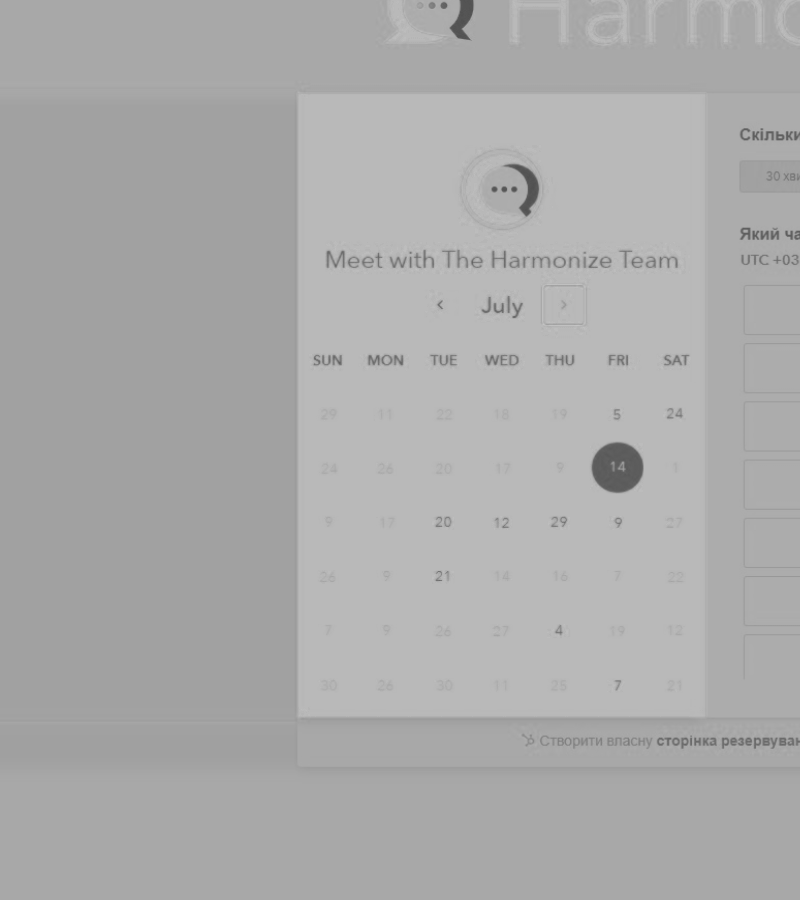 Harmo
Meet with The Harmonize Team
‹ July ›
SUN MON TUE WED THU FRI SAT
29 11 22 18 19 5 24
24 26 20 17 9 14 1
9 17 20 12 29 9 27
26 9 21 14 16 7 22
7 9 26 27 4 19 12
30 26 30 11 25 7 21
Скільки
30 хви
Який ча
UTC +03
Створити власну сторінка резервуван